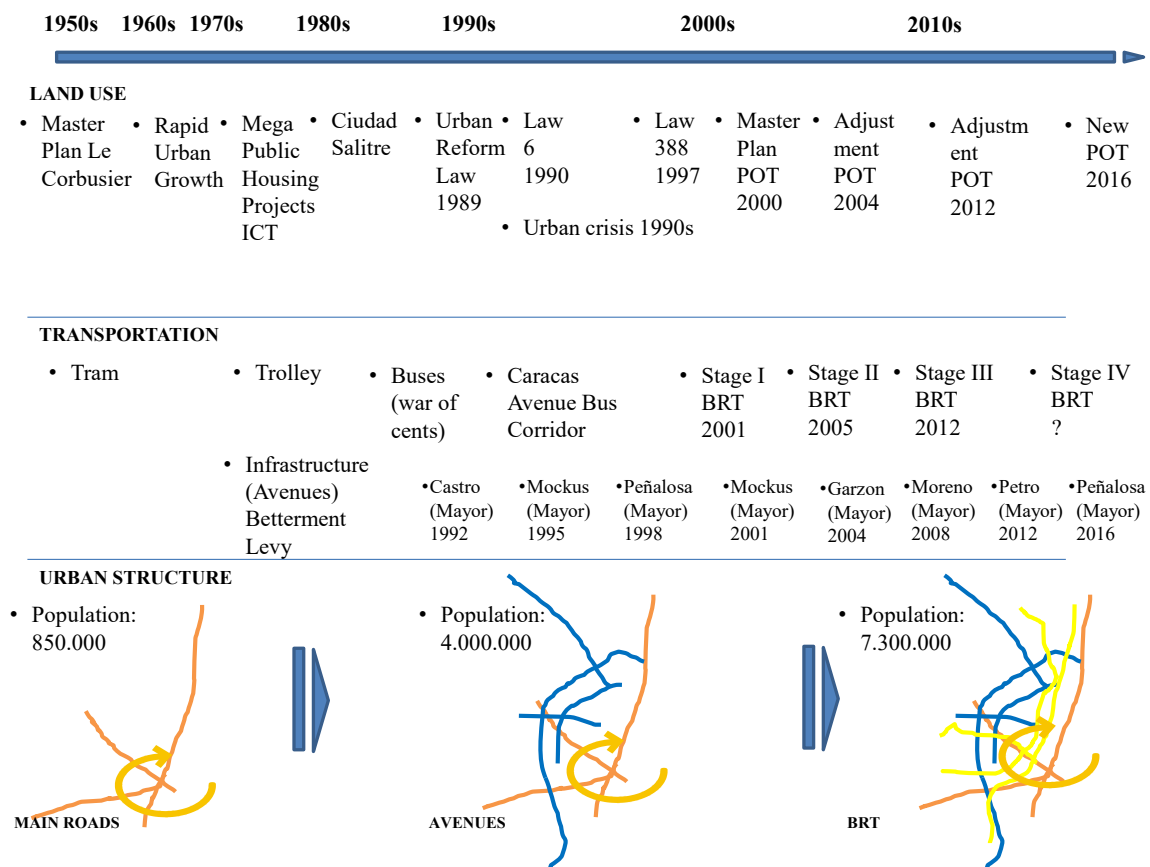 1950s 1960s 1970s 1980s 1990s 2000s 2010s
LAND USE
• Master
Plan Le
Corbusier
• Rapid
Urban
Growth
• Mega
Public
Housing
Projects
ICT
• Ciudad
Salitre
• Urban
Reform
Law
1989
• Law
6
1990
• Urban crisis 1990s
• Law
388
1997
• Master
Plan
POT
2000
• Adjust
ment
POT
2004
• Adjustm
ent
POT
2012
• New
POT
2016
TRANSPORTATION
• Tram
• Trolley
• Buses
(war of
cents)
• Caracas
Avenue Bus
Corridor
• Stage I
BRT
2001
• Stage II
BRT
2005
• Stage III
BRT
2012
• Stage IV
BRT
?
• Infrastructure
(Avenues)
Betterment
Levy
•Castro
(Mayor)
1992
•Mockus
(Mayor)
1995
•Peñalosa
(Mayor)
1998
•Mockus
(Mayor)
2001
•Garzon
(Mayor)
2004
•Moreno
(Mayor)
2008
•Petro
(Mayor)
2012
•Peñalosa
(Mayor)
2016
URBAN STRUCTURE
• Population:
850.000
• Population:
4.000.000
• Population:
7.300.000
MAIN ROADS
AVENUES
BRT